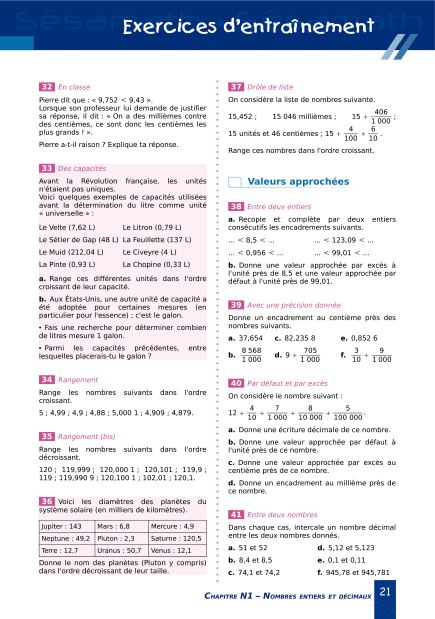 Exercices d'entraînement
32 En classe
Pierre dit que : « 9,752 < 9,43 ».
Lorsque son professeur lui demande de justifier
sa réponse, il dit : « On a des millièmes contre
des centièmes, ce sont donc les centièmes les
plus grands ! ».
Pierre a-t-il raison ? Explique ta réponse.
33 Des capacités
Avant la Révolution française, les unités
n'étaient pas uniques.
Voici quelques exemples de capacités utilisées
avant la détermination du litre comme unité
« universelle » :
Le Velte (7,62 L) Le Litron (0,79 L)
Le Sétier de Gap (48 L) La Feuillette (137 L)
Le Muid (212,04 L) Le Civeyre (4 L)
La Pinte (0,93 L) La Chopine (0,33 L)
a. Range ces différentes unités dans l'ordre
croissant de leur capacité.
b. Aux États-Unis, une autre unité de capacité a
été adoptée pour certaines mesures (en
particulier pour l'essence) ; c'est le galon.
• Fais une recherche pour déterminer combien
de litres mesure 1 galon.
• Parmi les capacités précédentes, entre
lesquelles placerais-tu le galon ?
34 Rangement
Range les nombres suivants dans l'ordre
croissant.
5 ; 4,99 ; 4,9 ; 4,88 ; 5,000 1 ; 4,909 ; 4,879.
35 Rangement (bis)
Range les nombres suivants dans l'ordre
décroissant.
120 ; 119,999 ; 120,000 1 ; 120,101 ; 119,9 ;
119 ; 119,990 9 ; 120,100 1 ; 102,01 ; 120,1.
36 Voici les diamètres des planètes du
système solaire (en milliers de kilomètres).
Jupiter : 143 Mars : 6,8 Mercure : 4,9
Neptune : 49,2 Pluton : 2,3 Saturne : 120,5
Terre : 12,7 Uranus : 50,7 Venus : 12,1
Donne le nom des planètes (Pluton y compris)
dans l'ordre décroissant de leur taille.
37 Drôle de liste
On considère la liste de nombres suivante.
15,452 ; 15 046 millièmes ; 15 + 406/1 000 ;
15 unités et 46 centièmes ; 15 + 4/100 + 6/10 .
Range ces nombres dans l'ordre croissant.
Valeurs approchées
38 Entre deux entiers
a. Recopie et complète par deux entiers
consécutifs les encadrements suivants.
... < 8,5 < ... ... < 123,09 < ...
... < 0,956 < ... ... < 99,01 < ...
b. Donne une valeur approchée par excès à
l'unité près de 8,5 et une valeur approchée par
défaut à l'unité près de 99,01.
39 Avec une précision donnée
Donne un encadrement au centième près des
nombres suivants.
a. 37,654 c. 82,235 8 e. 0,852 6
b. 8 568/1 000 d. 9 + 705/1 000 f. 3/10 + 9/1 000
40 Par défaut et par excès
On considère le nombre suivant :
12 + 4/10 + 7/1 000 + 8/10 000 + 5/100 000 .
a. Donne une écriture décimale de ce nombre.
b. Donne une valeur approchée par défaut à
l'unité près de ce nombre.
c. Donne une valeur approchée par excès au
centième près de ce nombre.
d. Donne un encadrement au millième près de
ce nombre.
41 Entre deux nombres
Dans chaque cas, intercale un nombre décimal
entre les deux nombres donnés.
a. 51 et 52 d. 5,12 et 5,123
b. 8,4 et 8,5 e. 0,1 et 0,11
c. 74,1 et 74,2 f. 945,78 et 945,781
CHAPITRE N1 – NOMBRES ENTIERS ET DÉCIMAUX 21